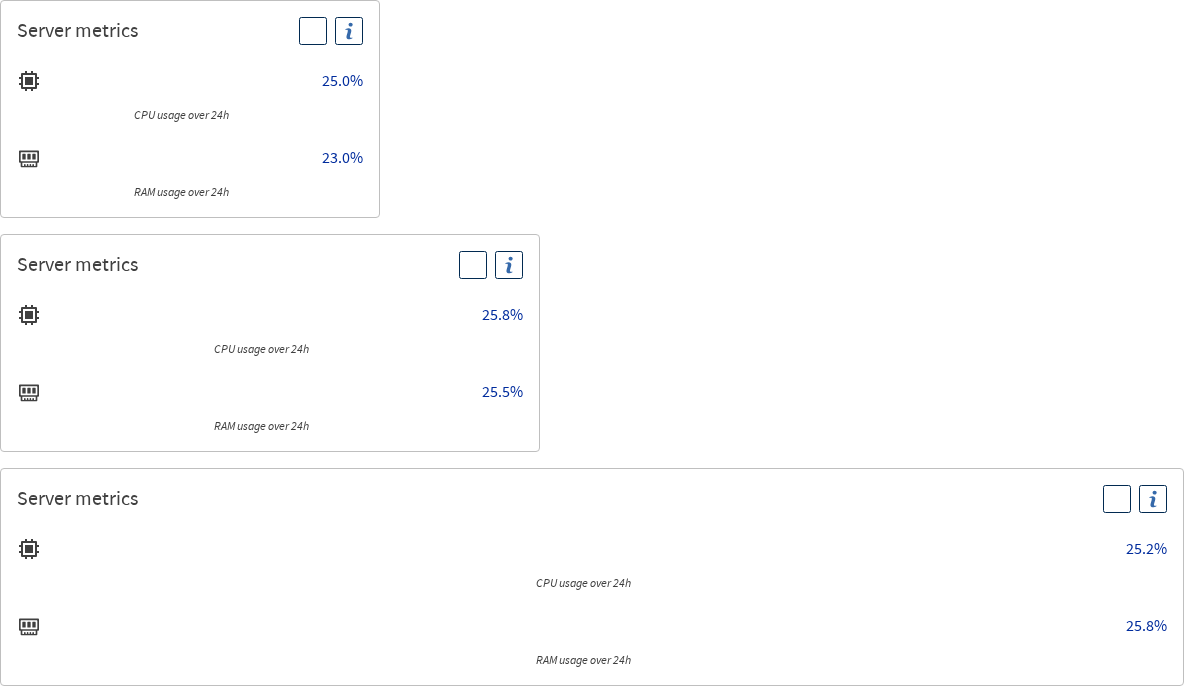 Server metrics i
25.0%
CPU usage over 24h
23.0%
RAM usage over 24h
Server metrics i
25.8%
CPU usage over 24h
25.5%
RAM usage over 24h
Server metrics i
25.2%
CPU usage over 24h
25.8%
RAM usage over 24h